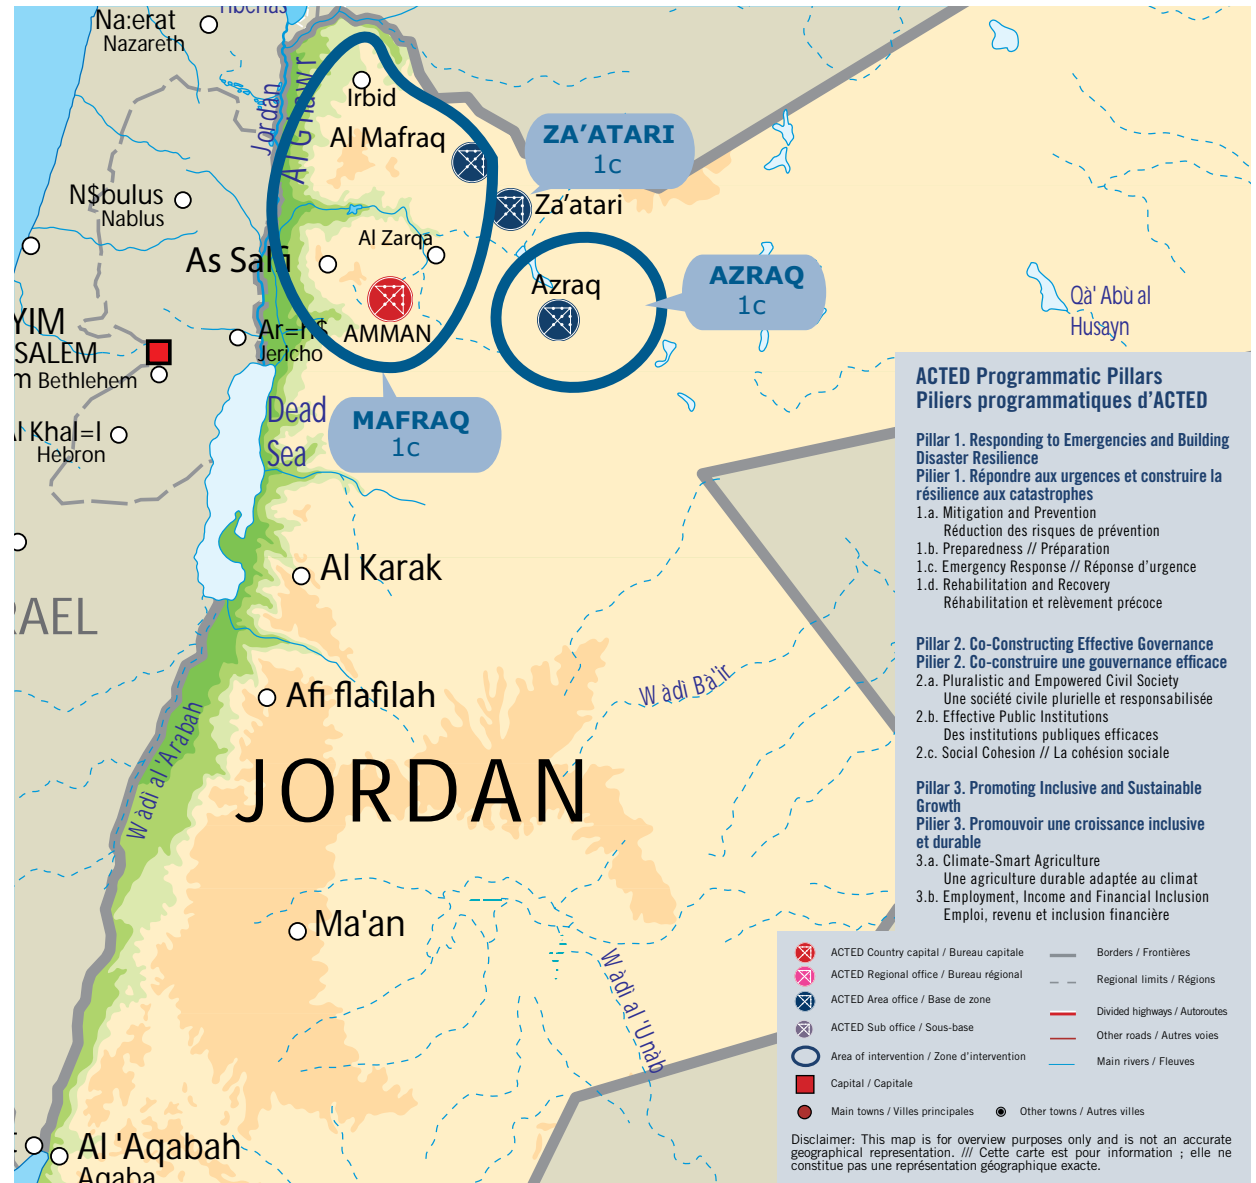 Tiberias
Na:erat
Nazareth
Jordan
Al Ghawr
Irbid
Al Mafraq
ZA’ATARI
1c
Za’atari
N$bulus
Nablus
Al Zarqa
As Salfi
AZRAQ
1c
Azraq
Qà' Abù al
Husayn
YIM
SALEM
m Bethlehem
Ar=h$
Jericho
AMMAN
Dead
Sea
MAFRAQ
1c
l Khal=l
Hebron
Al Karak
RAEL
Afi flafilah
Wàdì Bà'ir
Wàdì al 'Arabah
JORDAN
Ma'an
Wàdì al 'Unàb
Al 'Aqabah
Aqaba
ACTED Programmatic Pillars
Piliers programmatiques d’ACTED
Pillar 1. Responding to Emergencies and Building
Disaster Resilience
Pilier 1. Répondre aux urgences et construire la
résilience aux catastrophes
1.a. Mitigation and Prevention
Réduction des risques de prévention
1.b. Preparedness // Préparation
1.c. Emergency Response // Réponse d’urgence
1.d. Rehabilitation and Recovery
Réhabilitation et relèvement précoce
Pillar 2. Co-Constructing Effective Governance
Pilier 2. Co-construire une gouvernance efficace
2.a. Pluralistic and Empowered Civil Society
Une société civile plurielle et responsabilisée
2.b. Effective Public Institutions
Des institutions publiques efficaces
2.c. Social Cohesion // La cohésion sociale
Pillar 3. Promoting Inclusive and Sustainable
Growth
Pilier 3. Promouvoir une croissance inclusive
et durable
3.a. Climate-Smart Agriculture
Une agriculture durable adaptée au climat
3.b. Employment, Income and Financial Inclusion
Emploi, revenu et inclusion financière
ACTED Country capital / Bureau capitale
ACTED Regional office / Bureau régional
ACTED Area office / Base de zone
ACTED Sub office / Sous-base
Area of intervention / Zone d’intervention
Capital / Capitale
Main towns / Villes principales
Other towns / Autres villes
Borders / Frontières
Regional limits / Régions
Divided highways / Autoroutes
Other roads / Autres voies
Main rivers / Fleuves
Disclaimer: This map is for overview purposes only and is not an accurate
geographical representation. /// Cette carte est pour information ; elle ne
constitue pas une représentation géographique exacte.